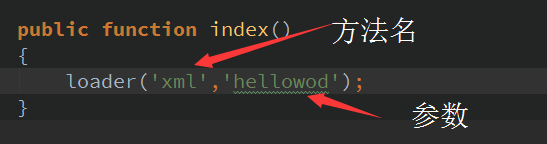 public function index()
方法名
{
loader('xml','hellowod');
}
参数